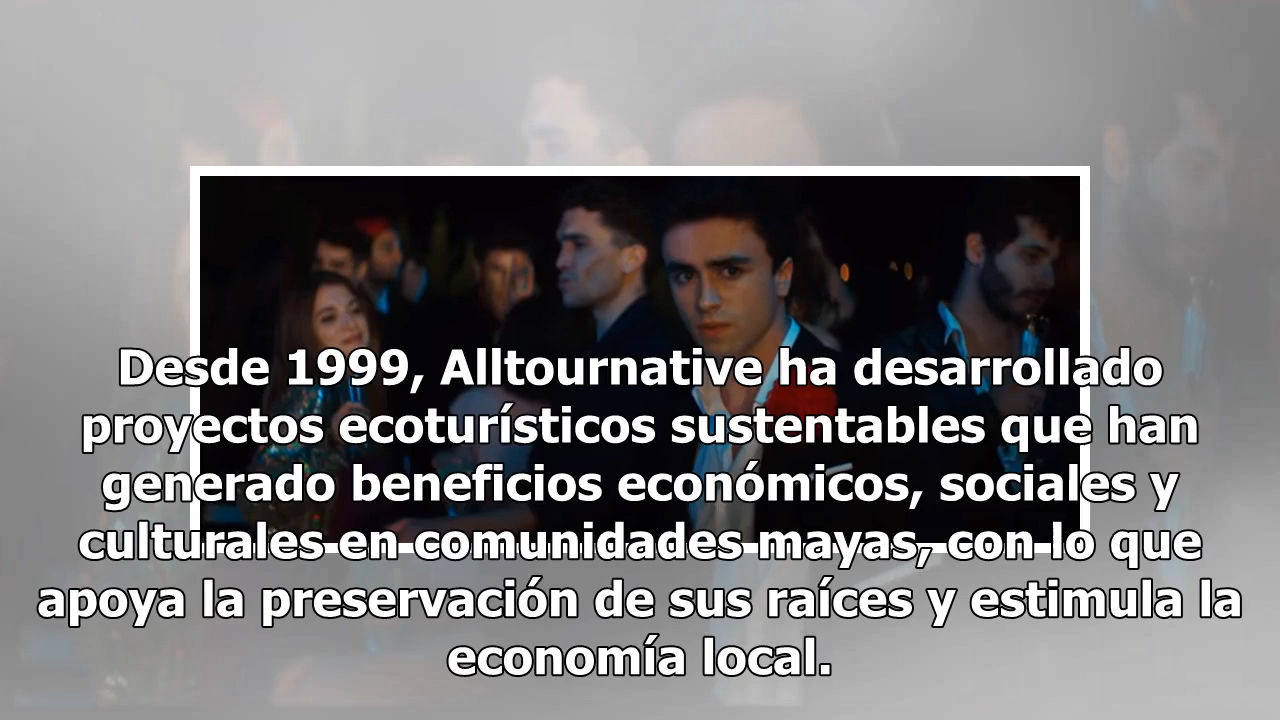 Desde 1999, Alltournative ha desarrollado
proyectos ecoturísticos sustentables que han
generado beneficios económicos, sociales y
culturales en comunidades mayas, con lo que
apoya la preservación de sus raíces y estimula la
economía local.